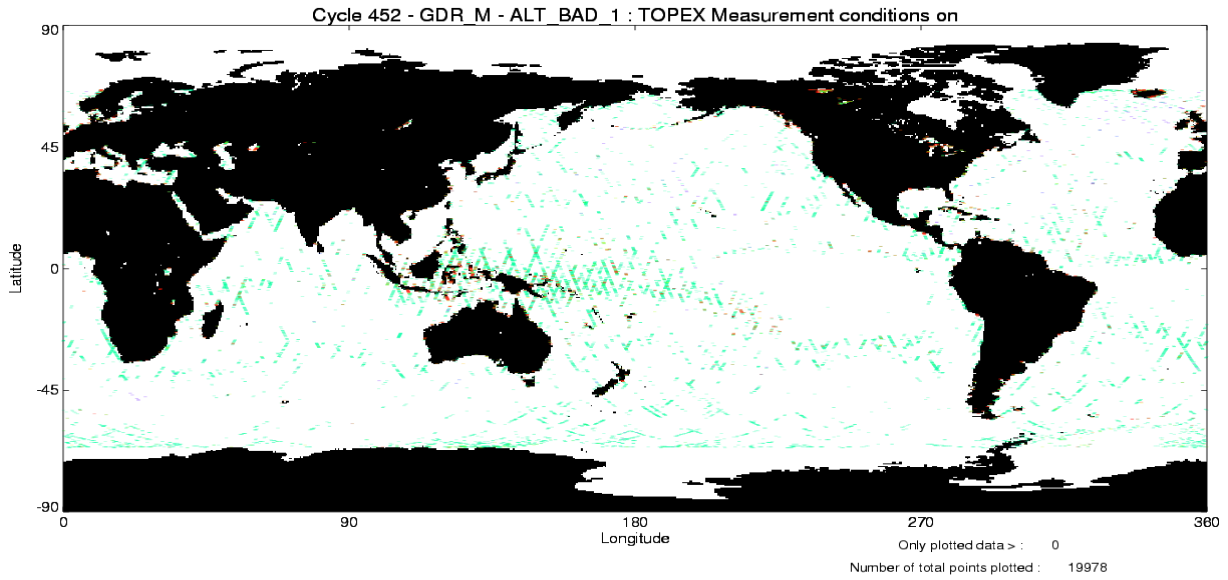 Cycle 452 - GDR_M - ALT_BAD_1 : TOPEX Measurement conditions on
90
45
0
-45
-90
Latitude
0 90 180 270 360
Longitude
Only plotted data > : 0
Number of total points plotted : 19978